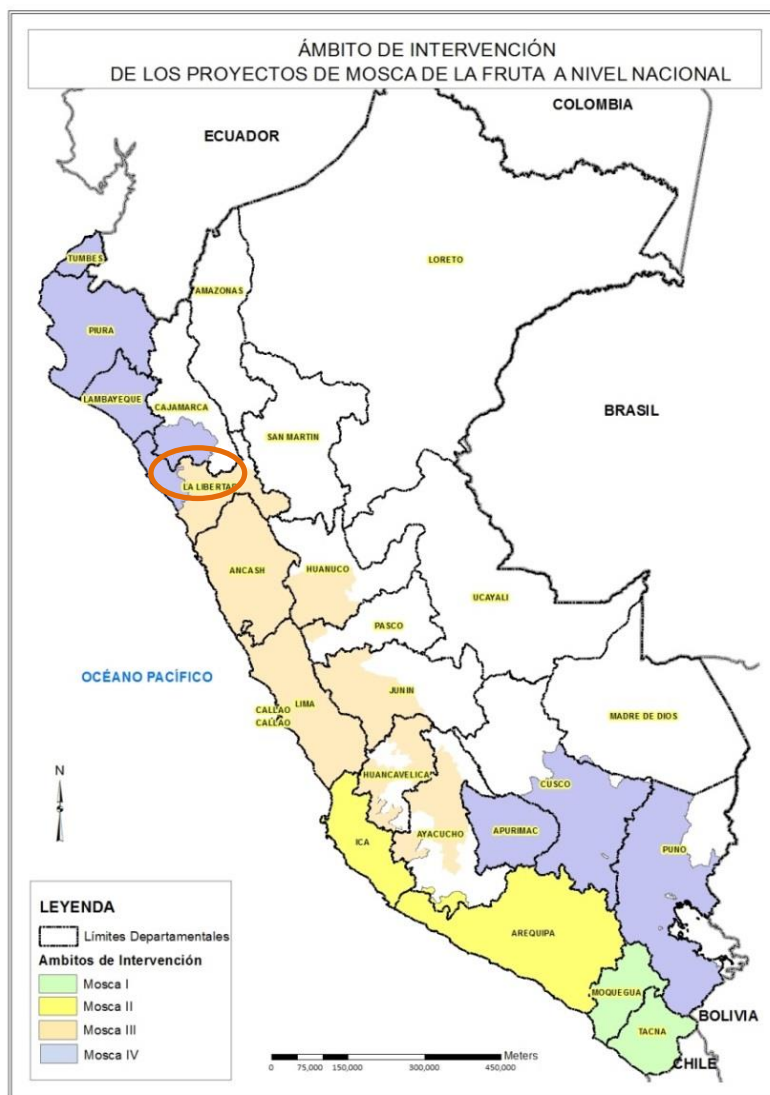 ÁMBITO DE INTERVENCIÓN
DE LOS PROYECTOS DE MOSCA DE LA FRUTA A NIVEL NACIONAL
COLOMBIA
ECUADOR
TUMBES
LORETO
AMAZONAS
PIURA
LAMBAYEQUE
CAJAMARCA
BRASIL
SAN MARTIN
LA LIBERTAD
ANCASH
HUANUCO
UCAYALI
PASCO
OCÉANO PACÍFICO
JUNIN
LIMA
CALLAO
CALLAO
MADRE DE DIOS
N
HUANCAVELICA
CUSCO
ICA
AYACUCHO
APURIMAC
PUNO
AREQUIPA
MOQUEGUA
BOLIVIA
TACNA
CHILE
LEYENDA
Límites Departamentales
Ambitos de Intervención
Mosca I
Mosca II
Mosca III
Mosca IV
Meters
0 75,000 150,000 300,000 450,000